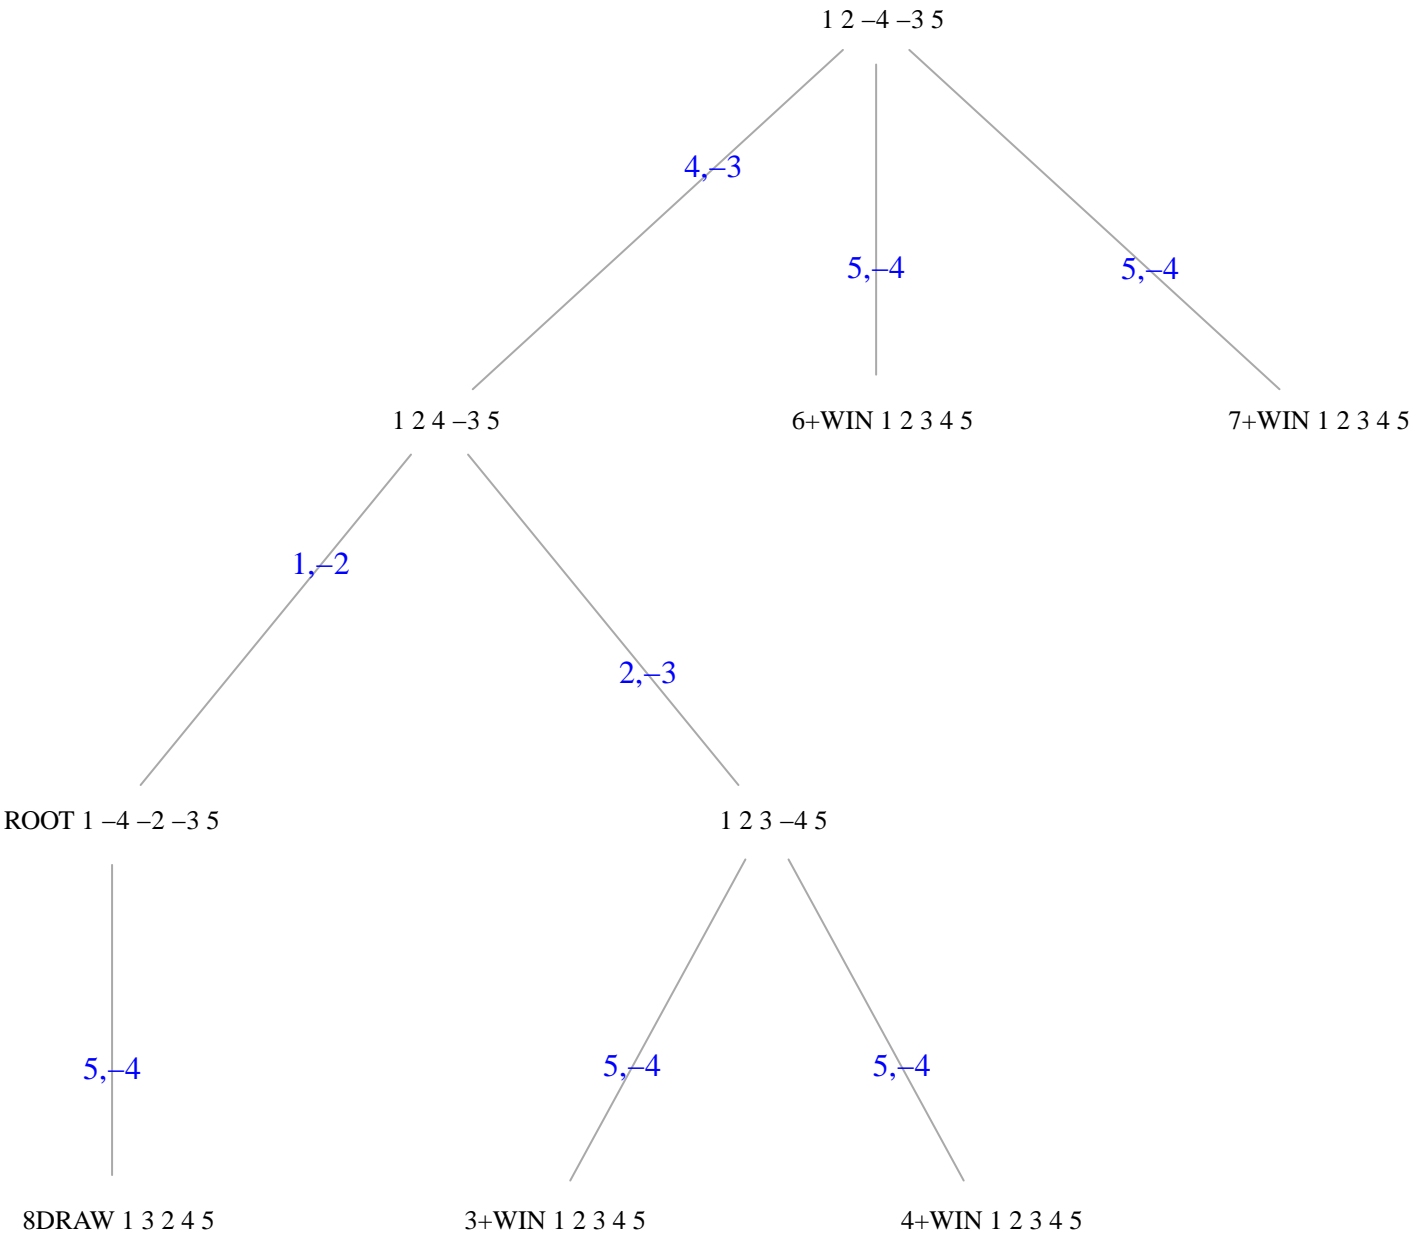 1 2 –4 –3 5
4,–3
5,–4
5,–4
1 2 4 –3 5
6+WIN 1 2 3 4 5
7+WIN 1 2 3 4 5
1,–2
2,–3
ROOT 1 –4 –2 –3 5
1 2 3 –4 5
5,–4
5,–4
5,–4
8DRAW 1 3 2 4 5
3+WIN 1 2 3 4 5
4+WIN 1 2 3 4 5